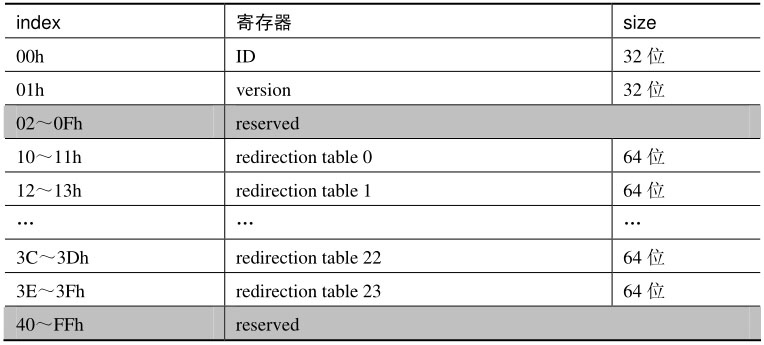 index 寄存器 size
00h ID 32 位
01h version 32 位
02～0Fh reserved
10～11h redirection table 0 64 位
12～13h redirection table 1 64 位
… … …
3C～3Dh redirection table 22 64 位
3E～3Fh redirection table 23 64 位
40～FFh reserved